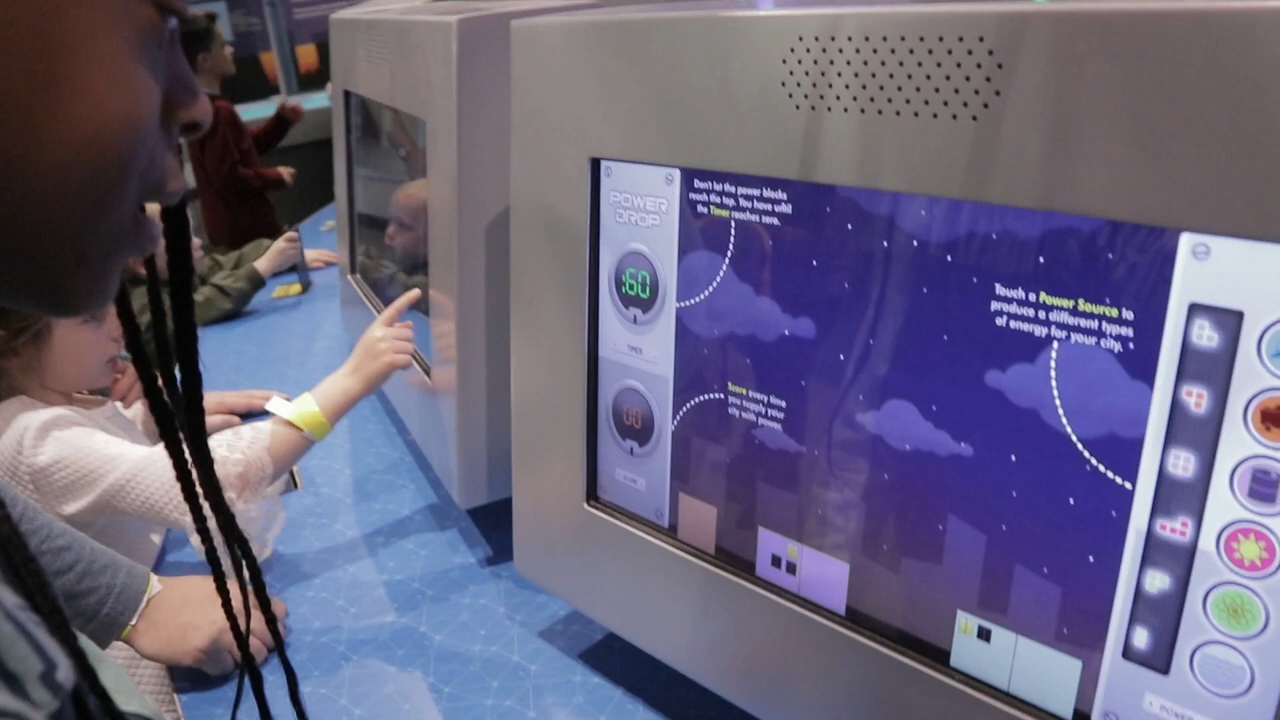 POWER
DROP
Don't let the power blocks
reach the top. You have until
the Timer reaches zero.
:60
TIMER
Touch a Power Source to
produce a different types
of energy for your city.
Score every time
you supply your
city with power.
00